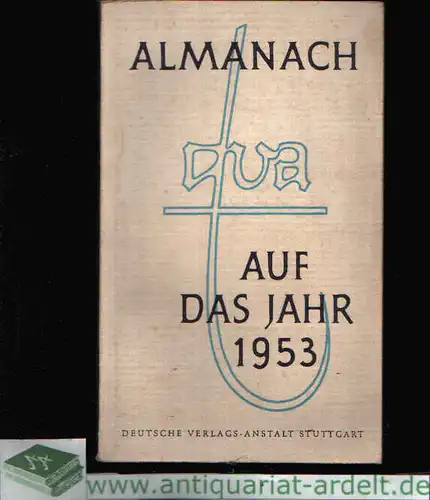 ALMANACH
dva
AUF
DAS JAHR
1953
DEUTSCHE VERLAGS-ANSTALT STUTTGART
www.antiquariat-ardelt.de